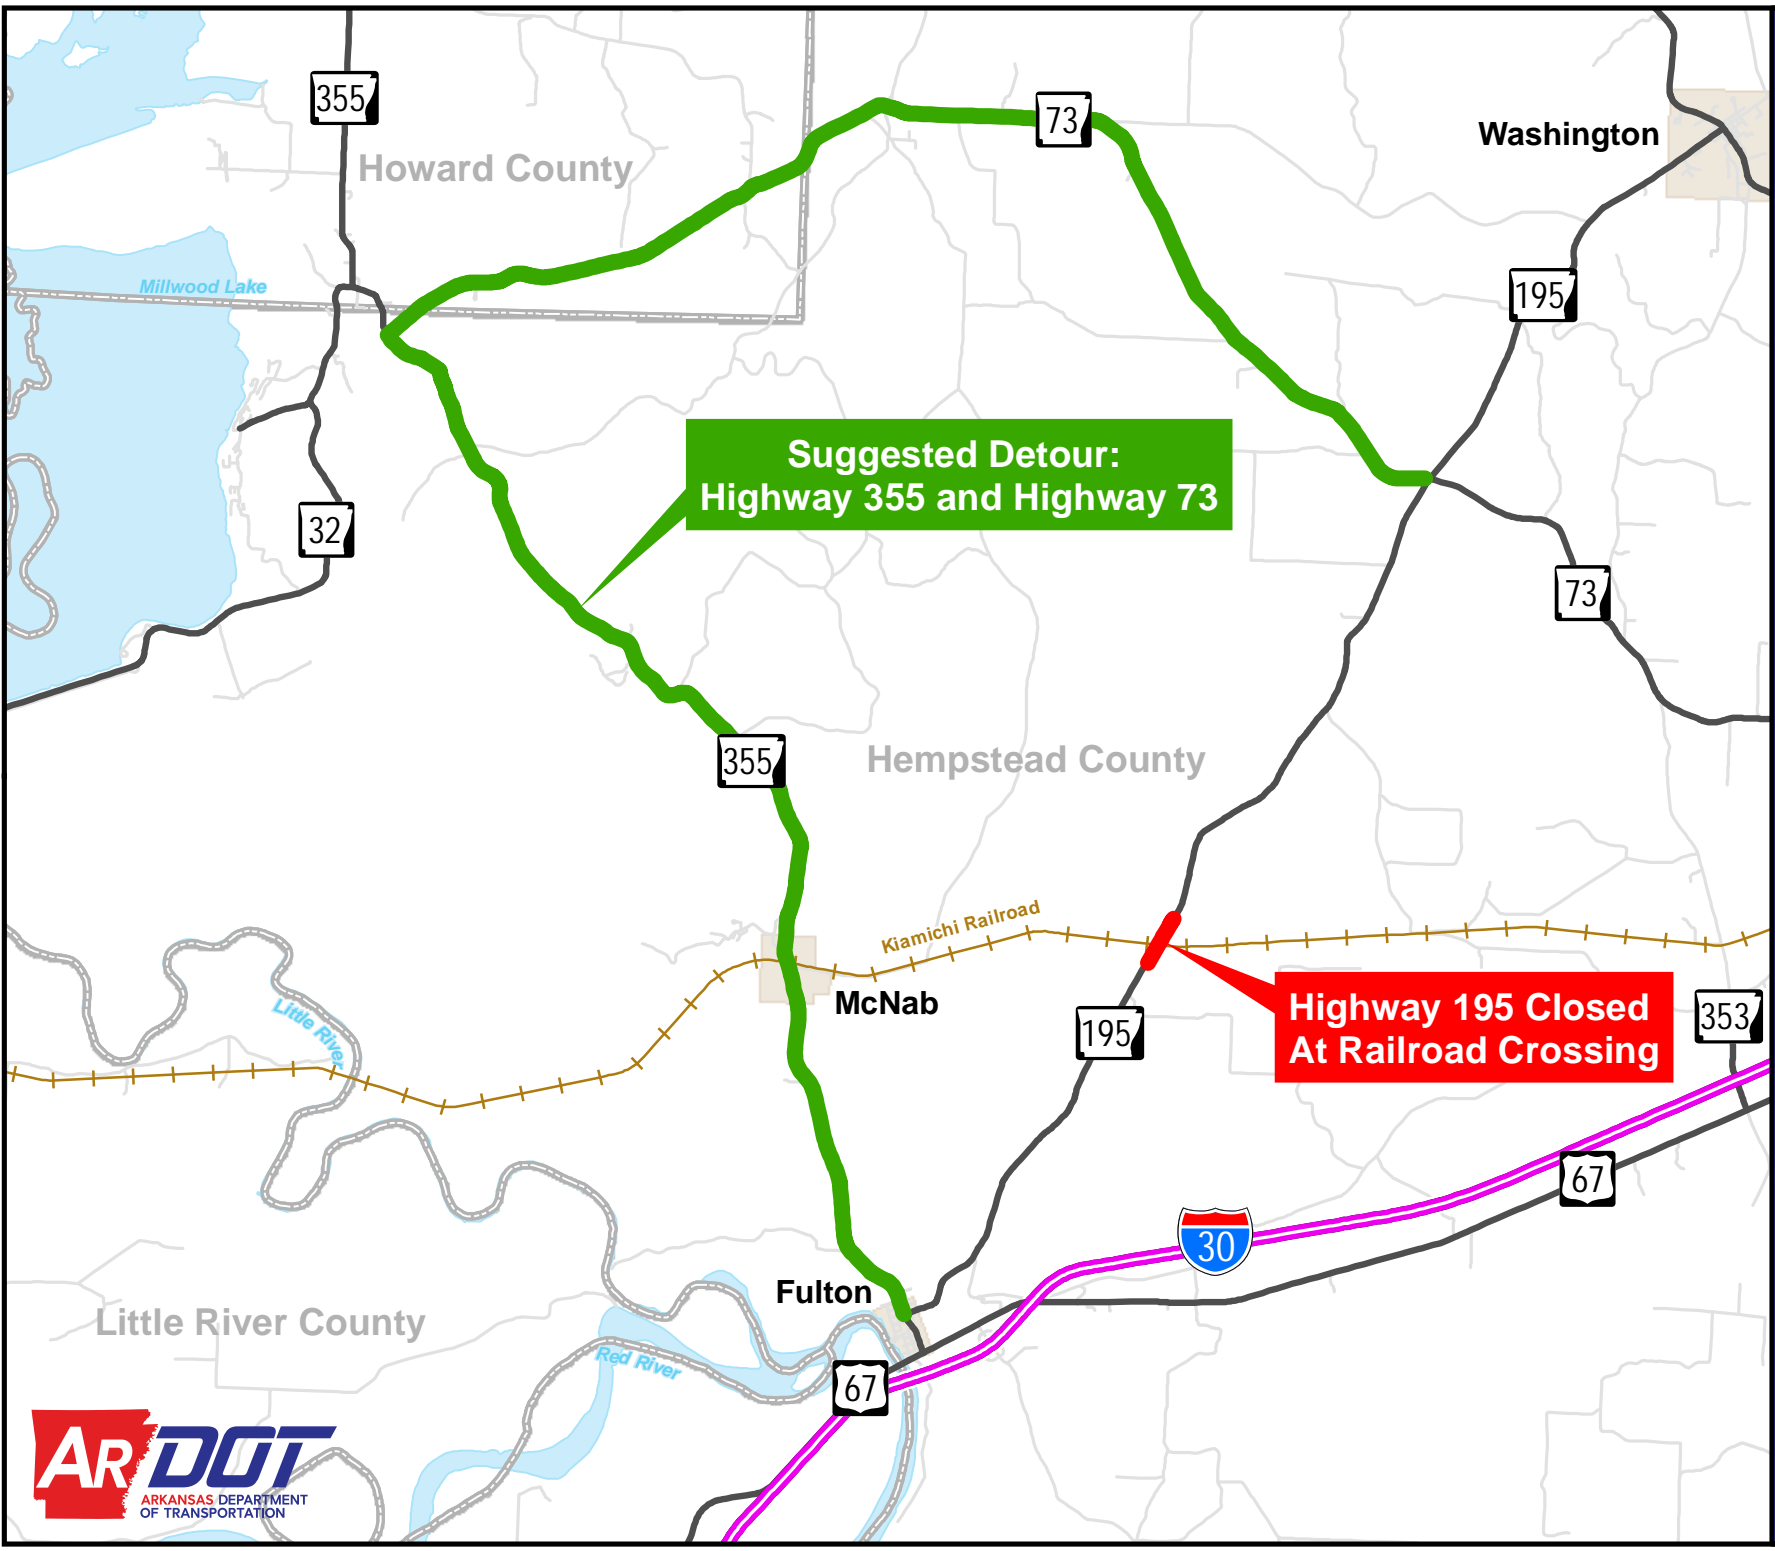 355
73
Washington
Howard County
Millwood Lake
195
Suggested Detour:
Highway 355 and Highway 73
32
73
355
Hempstead County
Kiamichi Railroad
McNab
Little River
195
Highway 195 Closed
At Railroad Crossing
353
67
30
Fulton
Little River County
Red River
67
ARDOT
ARKANSAS DEPARTMENT
OF TRANSPORTATION